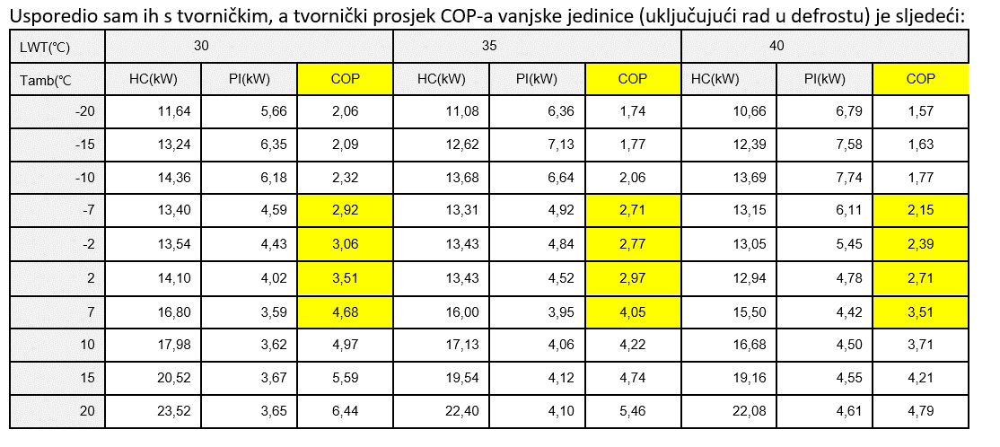 Usporedio sam ih s tvorničkim, a tvornički prosjek COP-a vanjske jedinice (uključujući rad u defrostu) je sljedeći:
LWT(℃) 30 35 40
Tamb(℃ HC(kW) PI(kW) COP HC(kW) PI(kW) COP HC(kW) PI(kW) COP
-20 11,64 5,66 2,06 11,08 6,36 1,74 10,66 6,79 1,57
-15 13,24 6,35 2,09 12,62 7,13 1,77 12,39 7,58 1,63
-10 14,36 6,18 2,32 13,68 6,64 2,06 13,69 7,74 1,77
-7 13,40 4,59 2,92 13,31 4,92 2,71 13,15 6,11 2,15
-2 13,54 4,43 3,06 13,43 4,84 2,77 13,05 5,45 2,39
2 14,10 4,02 3,51 13,43 4,52 2,97 12,94 4,78 2,71
7 16,80 3,59 4,68 16,00 3,95 4,05 15,50 4,42 3,51
10 17,98 3,62 4,97 17,13 4,06 4,22 16,68 4,50 3,71
15 20,52 3,67 5,59 19,54 4,12 4,74 19,16 4,55 4,21
20 23,52 3,65 6,44 22,40 4,10 5,46 22,08 4,61 4,79